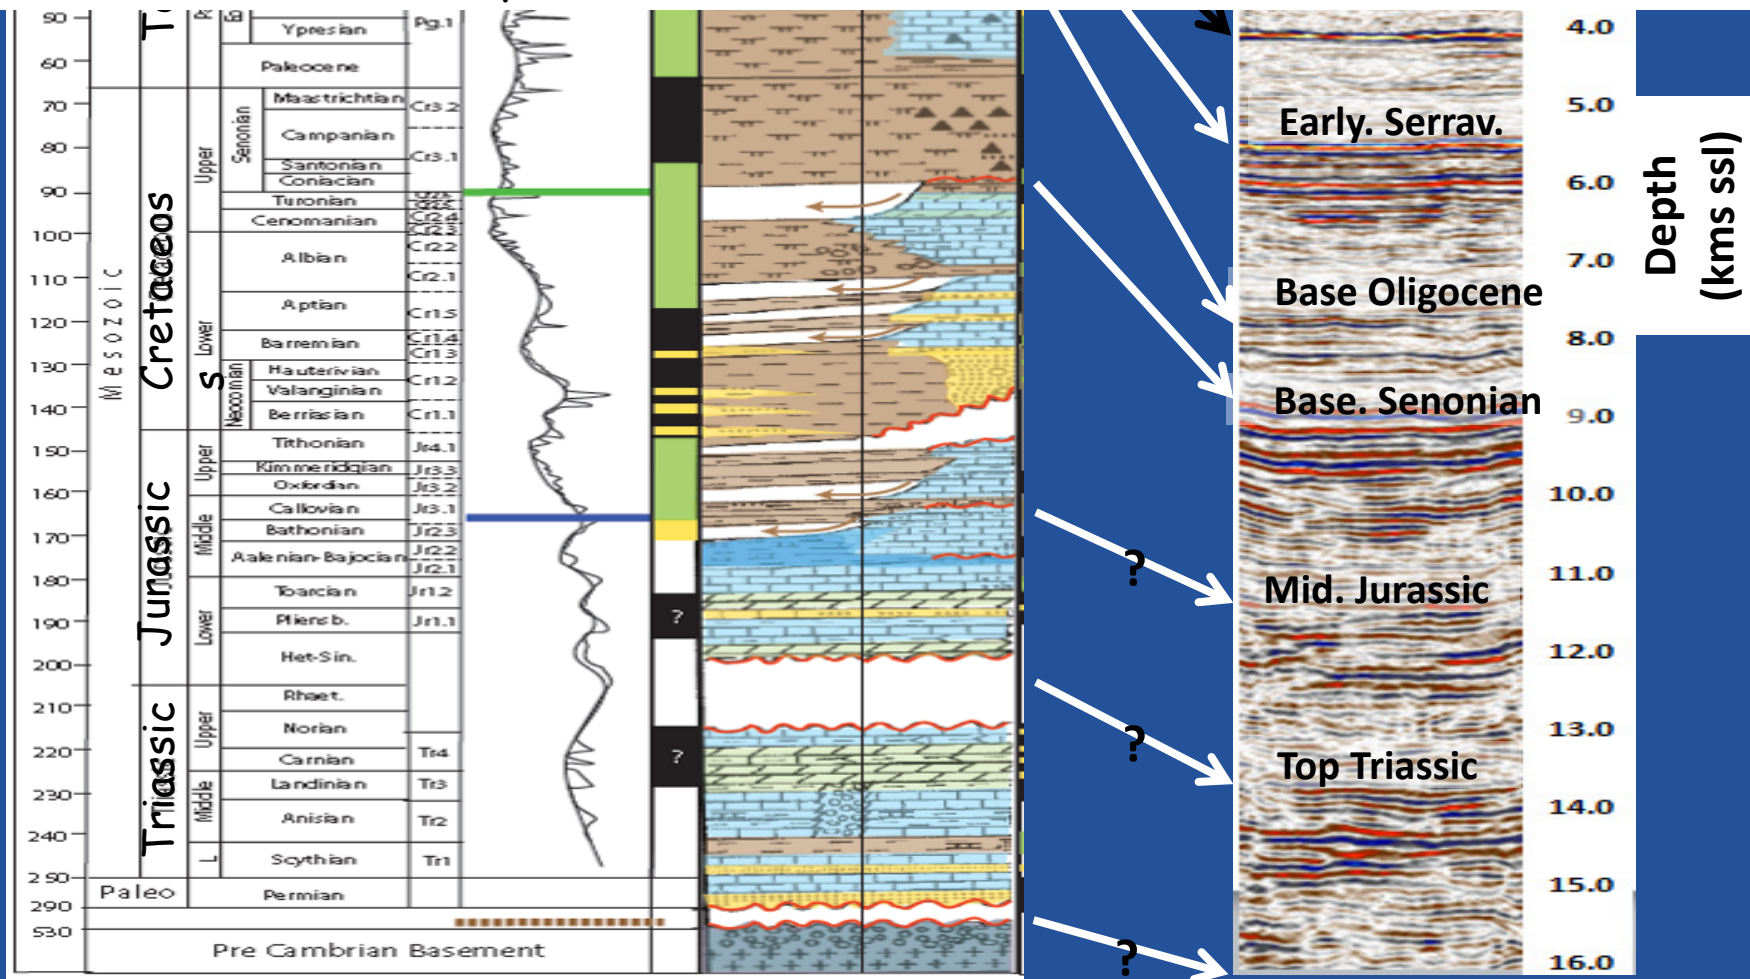 50
60
70
80
90
100
110
120
130
140
150
160
170
180
190
200
210
220
230
240
250
290
530
Mesozoic
Paleo
Cretaceos
S
Jurassic
Triassic
Upper
Lower
Upper
Middle
Lower
Upper
Middle
L
Senonian
Neocomian
Ypresian
Paleocene
Maastrichtian
Campanian
Santonian
Coniacian
Turonian
Cenomanian
Albian
Aptian
Barremian
Hauterivian
Valanginian
Berriasian
Tithonian
Kimmeridqian
Oxfordian
Callovian
Bathonian
Aalenian-Bajocian
Toarcian
Pliensb.
Het-Sin.
Rhaet.
Norian
Carnian
Landinian
Anisian
Scythian
Permian
Pre Cambrian Basement
Pg.1
Cr3.2
Cr3.1
Cr2.4
Cr2.3
Cr2.2
Cr2.1
Cr1.5
Cr1.4
Cr1.3
Cr1.2
Cr1.1
Jr4.1
Jr3.3
Jr3.2
Jr3.1
Jr2.3
Jr2.2
Jr2.1
Jr1.2
Jr1.1
Tr4
Tr3
Tr2
Tr1
?
?
?
?
?
Early. Serrav.
Base Oligocene
Base. Senonian
Mid. Jurassic
Top Triassic
4.0
5.0
6.0
7.0
8.0
9.0
10.0
11.0
12.0
13.0
14.0
15.0
16.0
Depth
(kms ssl)